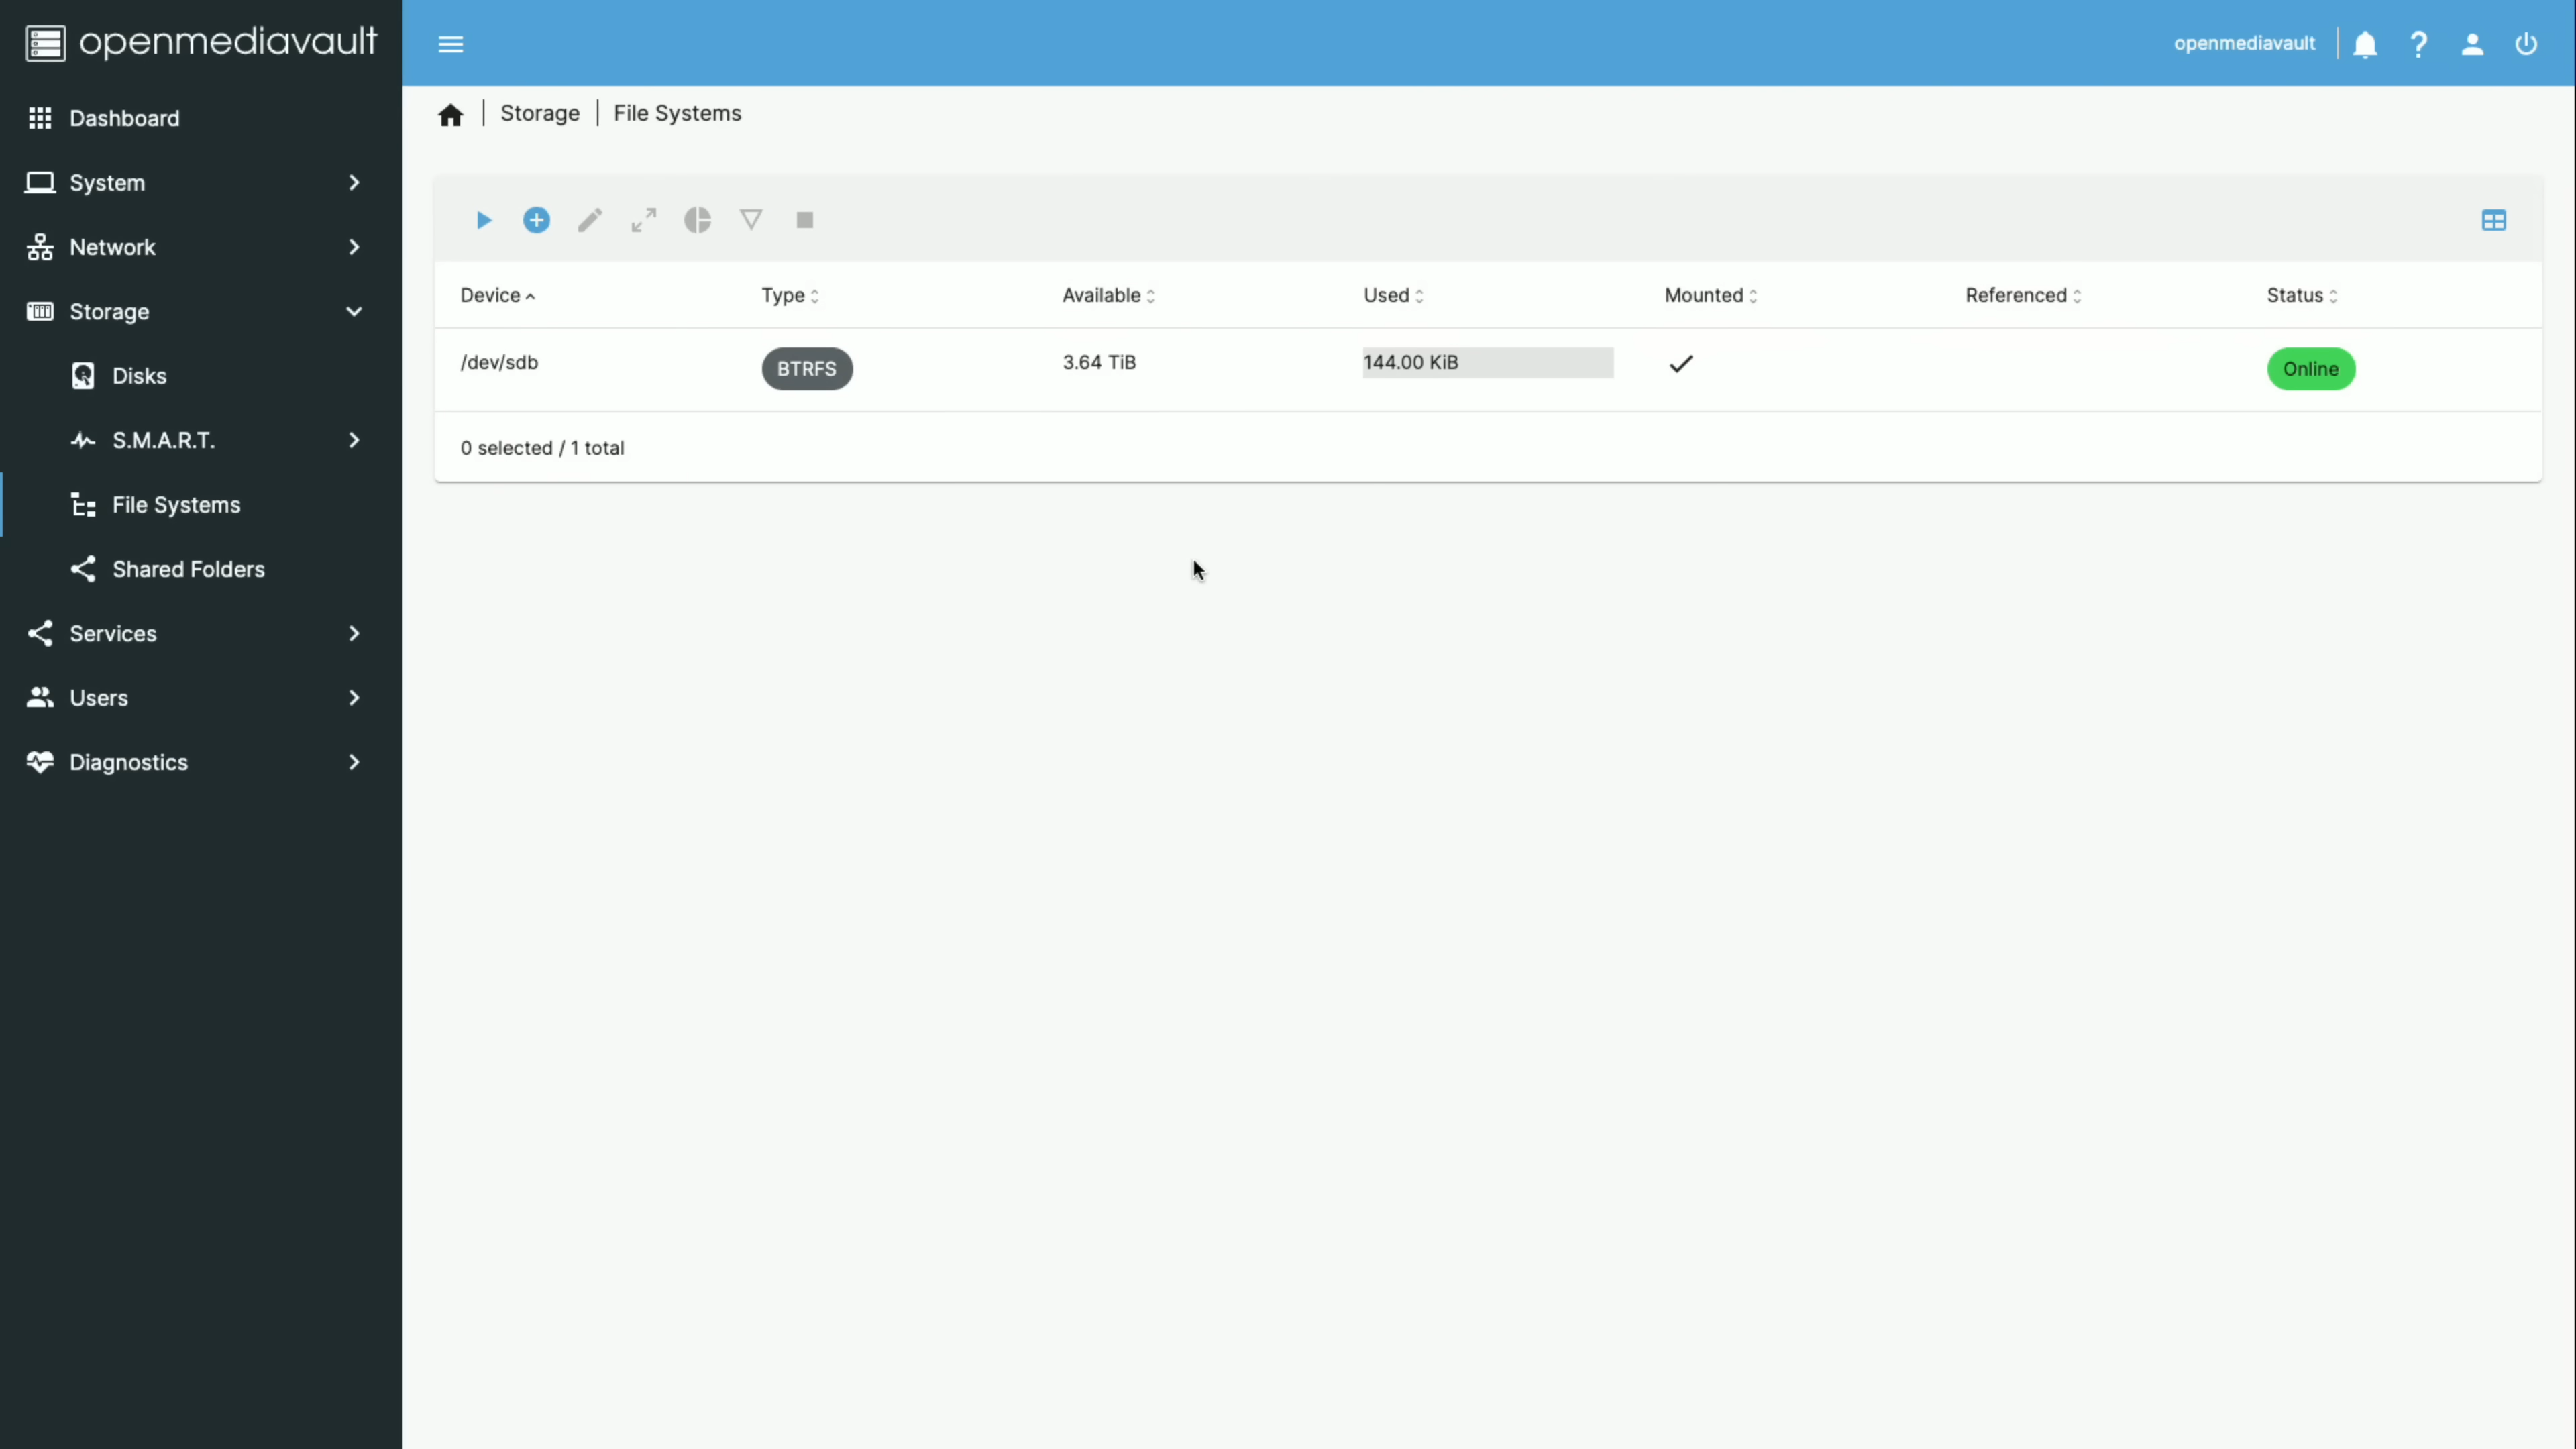 openmediavault
openmediavault
Dashboard
System
Network
Storage
Disks
S.M.A.R.T.
File Systems
Shared Folders
Services
Users
Diagnostics
Storage | File Systems
Device Type Available Used Mounted Referenced Status
/dev/sdb BTRFS 3.64 TiB 144.00 KiB Online
0 selected / 1 total